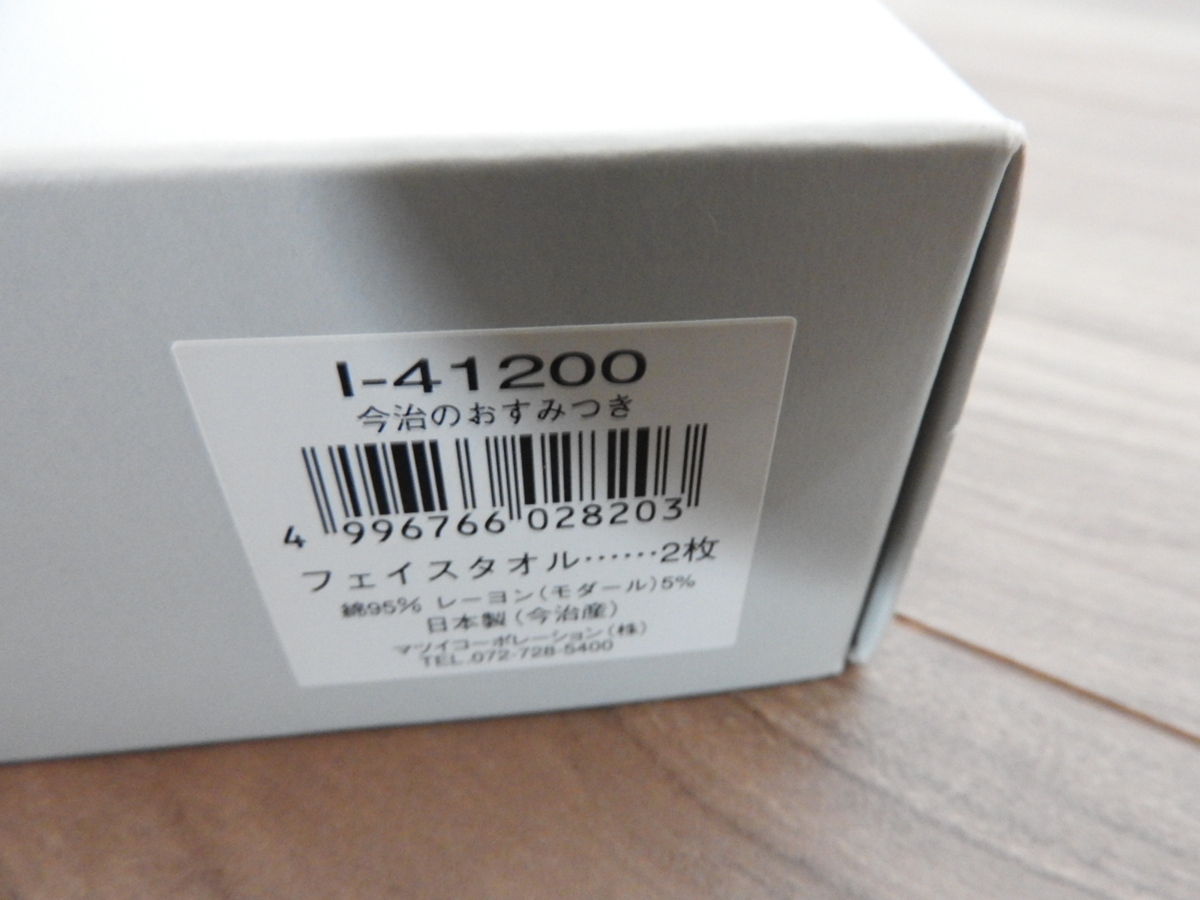 I-41200
今治のおすみつき
4 996766 028203
フェイスタオル……2枚
綿95% レーヨン(モダール)5%
日本製(今治産)
マツイコーポレーション(株)
TEL.072-728-5400